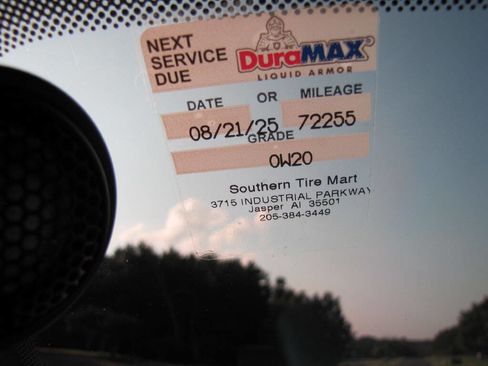 NEXT
SERVICE
DUE
DURAMAX
LIQUID ARMOR
DATE OR MILEAGE
08/21/25 72255
GRADE
0W20
Southern Tire Mart
3715 INDUSTRIAL PARKWAY
Jasper Al 35501
205-384-3449